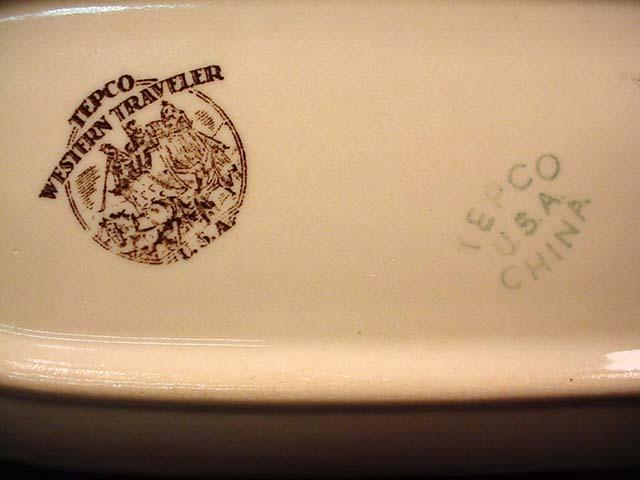 TEPCO
WESTERN TRAVELER
U.S.A.
TEPCO
U.S.A.
CHINA